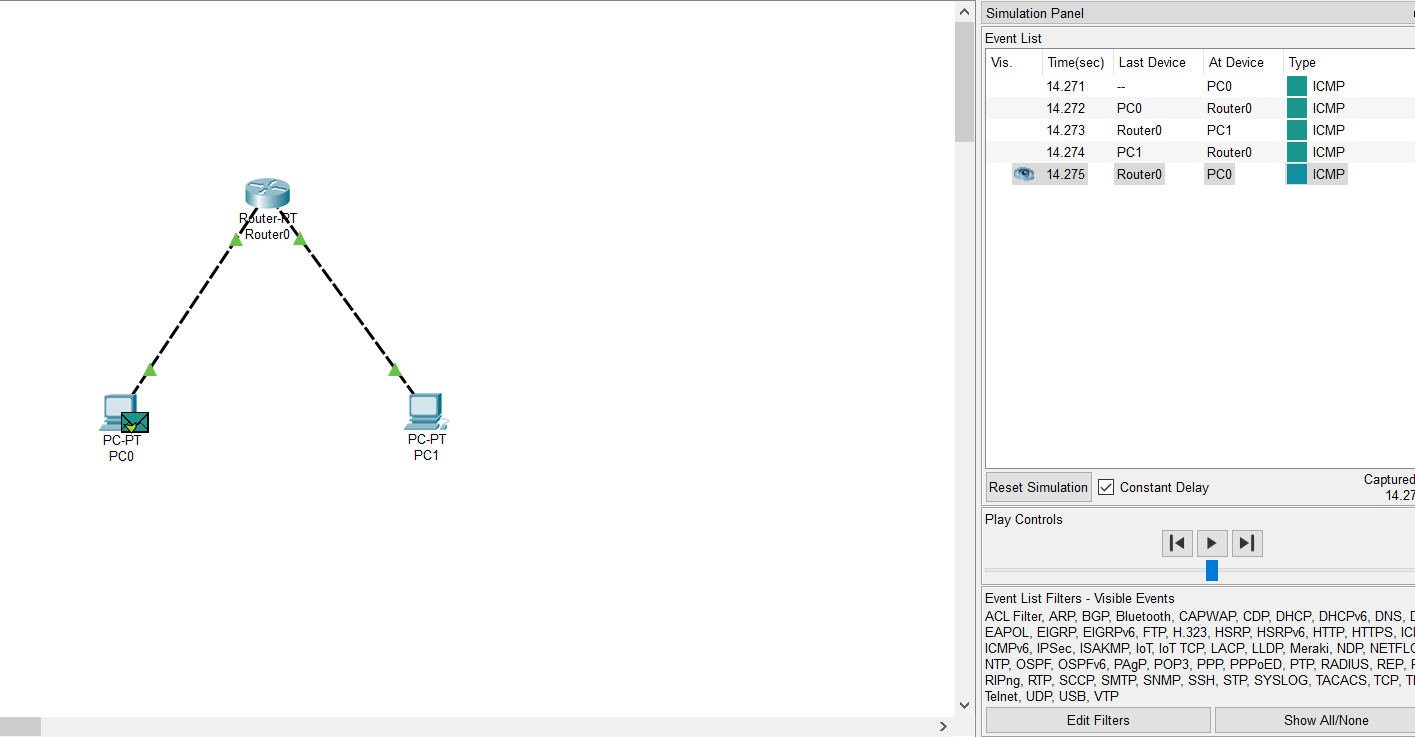 Simulation Panel
Event List
Vis. Time(sec) Last Device At Device Type
14.271 -- PC0 ICMP
14.272 PC0 Router0 ICMP
14.273 Router0 PC1 ICMP
14.274 PC1 Router0 ICMP
14.275 Router0 PC0 ICMP
Router-PT
Router0
PC-PT
PC0
PC-PT
PC1
Reset Simulation Constant Delay Captured
14.27
Play Controls
Event List Filters - Visible Events
ACL Filter, ARP, BGP, Bluetooth, CAPWAP, CDP, DHCP, DHCPv6, DNS,
EAPOL, EIGRP, EIGRPv6, FTP, H.323, HSRP, HSRPv6, HTTP, HTTPS,
ICMPv6, IPSec, ISAKMP, IoT, IoT TCP, LACP, LLDP, Meraki, NDP,
NTP, OSPF, OSPFv6, PAgP, POP3, PPP, PPPoED, PTP, RADIUS, REP,
RIPng, RTP, SCCP, SMTP, SNMP, SSH, STP, SYSLOG, TACACS, TCP,
Telnet, UDP, USB, VTP
Edit Filters Show All/None